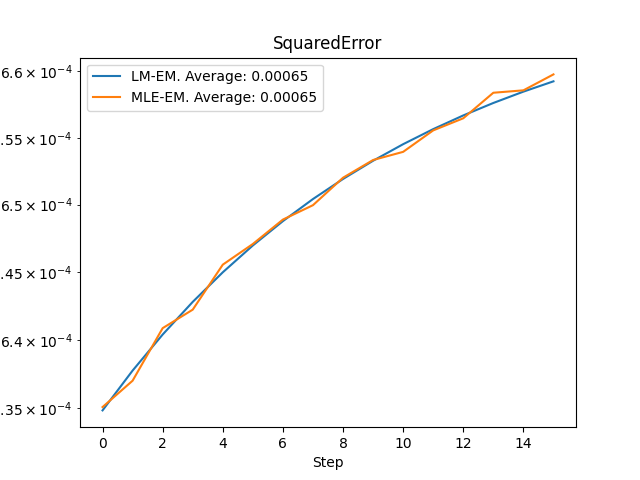 SquaredError
LM-EM. Average: 0.00065
MLE-EM. Average: 0.00065
6.6 × 10⁻⁴
.55 × 10⁻⁴
6.5 × 10⁻⁴
.45 × 10⁻⁴
6.4 × 10⁻⁴
.35 × 10⁻⁴
0 2 4 6 8 10 12 14
Step